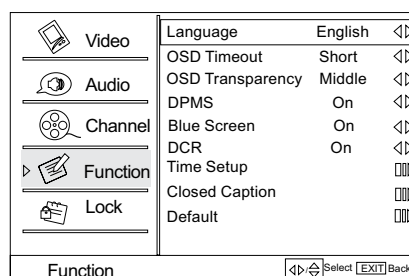 Video
Audio
Channel
Function
Lock
Language English
OSD Timeout Short
OSD Transparency Middle
DPMS On
Blue Screen On
DCR On
Time Setup
Closed Caption
Default
Function
/ Select EXIT Back